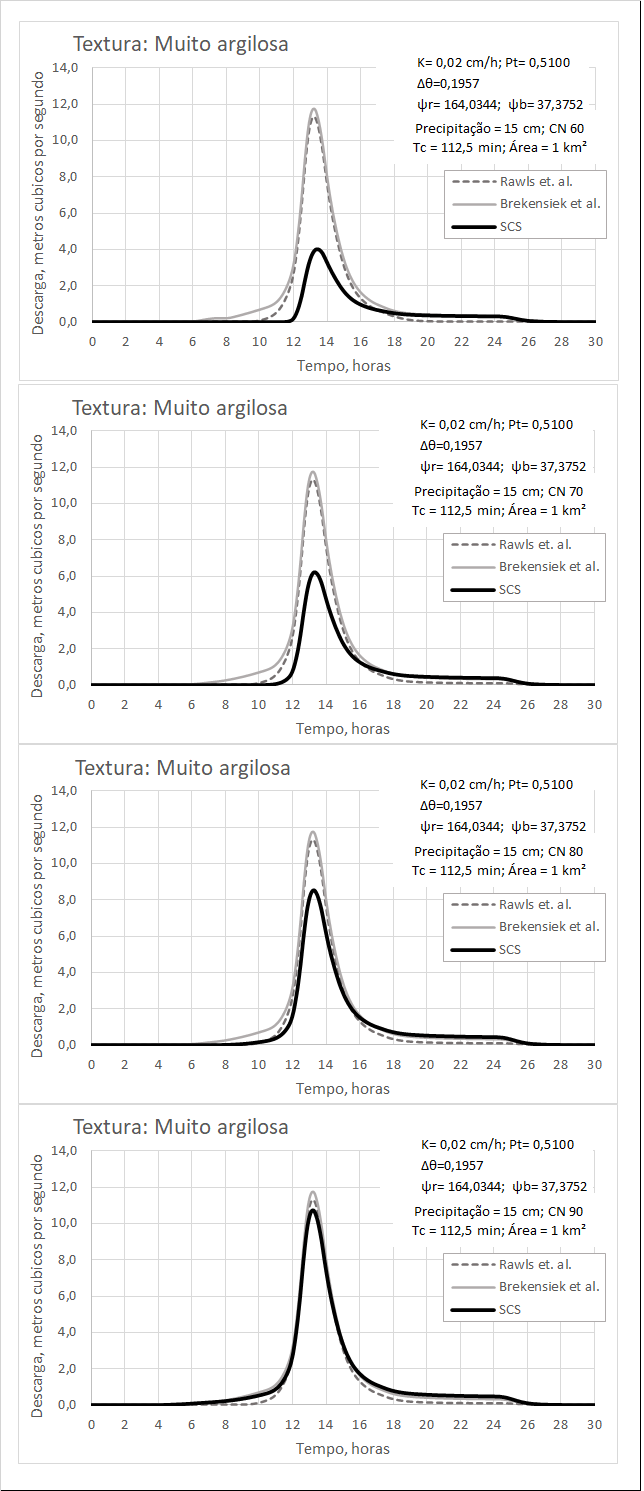 Textura: Muito argilosa
K= 0,02 cm/h; Pt= 0,5100
Δθ=0,1957
ψr= 164,0344; ψb= 37,3752
Precipitação = 15 cm; CN 60
Tc = 112,5 min; Área = 1 km²
Rawls et. al.
Brekensiek et al.
SCS
Descarga, metros cubicos por segundo
14,0
12,0
10,0
8,0
6,0
4,0
2,0
0,0
0 2 4 6 8 10 12 14 16 18 20 22 24 26 28 30
Tempo, horas
Textura: Muito argilosa
K= 0,02 cm/h; Pt= 0,5100
Δθ=0,1957
ψr= 164,0344; ψb= 37,3752
Precipitação = 15 cm; CN 70
Tc = 112,5 min; Área = 1 km²
Rawls et. al.
Brekensiek et al.
SCS
Descarga, metros cubicos por segundo
14,0
12,0
10,0
8,0
6,0
4,0
2,0
0,0
0 2 4 6 8 10 12 14 16 18 20 22 24 26 28 30
Tempo, horas
Textura: Muito argilosa
K= 0,02 cm/h; Pt= 0,5100
Δθ=0,1957
ψr= 164,0344; ψb= 37,3752
Precipitação = 15 cm; CN 80
Tc = 112,5 min; Área = 1 km²
Rawls et. al.
Brekensiek et al.
SCS
Descarga, metros cubicos por segundo
14,0
12,0
10,0
8,0
6,0
4,0
2,0
0,0
0 2 4 6 8 10 12 14 16 18 20 22 24 26 28 30
Tempo, horas
Textura: Muito argilosa
K= 0,02 cm/h; Pt= 0,5100
Δθ=0,1957
ψr= 164,0344; ψb= 37,3752
Precipitação = 15 cm; CN 90
Tc = 112,5 min; Área = 1 km²
Rawls et. al.
Brekensiek et al.
SCS
Descarga, metros cubicos por segundo
14,0
12,0
10,0
8,0
6,0
4,0
2,0
0,0
0 2 4 6 8 10 12 14 16 18 20 22 24 26 28 30
Tempo, horas